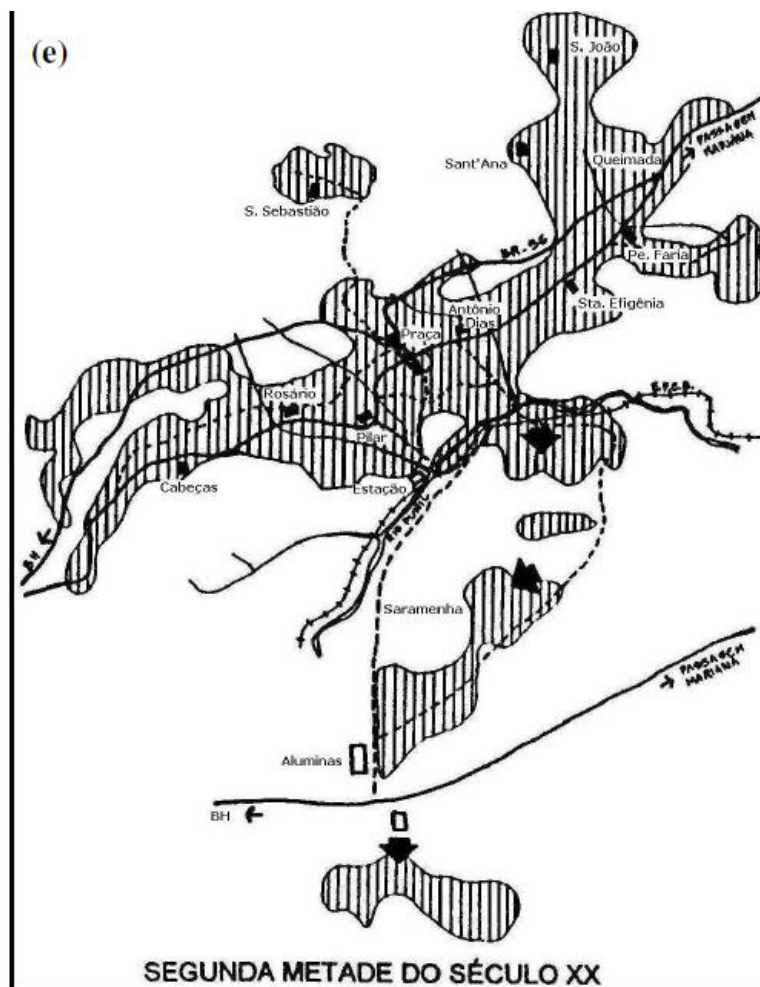 (e)
S. João
PASSAGEM
MARIANA
Sant'Ana
Queimada
S. Sebastião
BR-56
Pe. Faria
Sta. Efigênia
Antônio
Dias
Praça
Rosário
E.F.C.B.
Pilar
Cabeças
Estação
BH
Saramenha
PASSAGEM
MARIANA
Aluminas
BH
SEGUNDA METADE DO SÉCULO XX